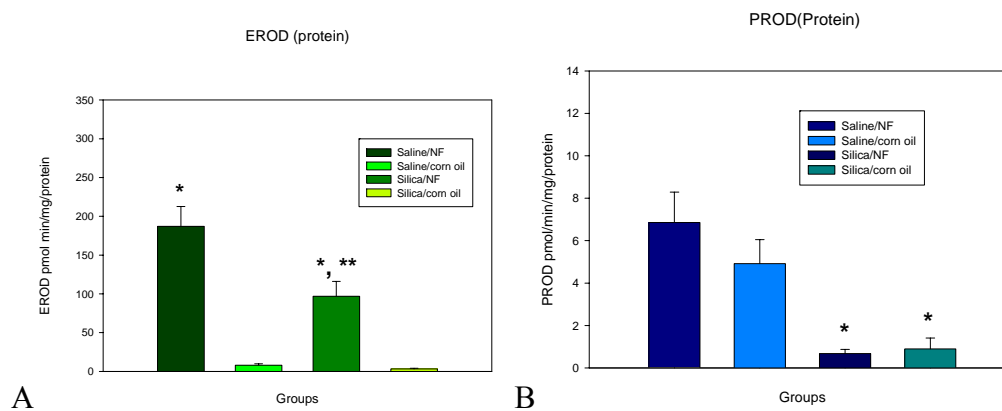 EROD (protein)
EROD pmol min/mg/protein
350
300
250
200
150
100
50
0
Saline/NF
Saline/corn oil
Silica/NF
Silica/corn oil
*
*, **
Groups
A
PROD(Protein)
PROD pmol/min/mg/protein
14
12
10
8
6
4
2
0
Saline/NF
Saline/corn oil
Silica/NF
Silica/corn oil
*
*
Groups
B